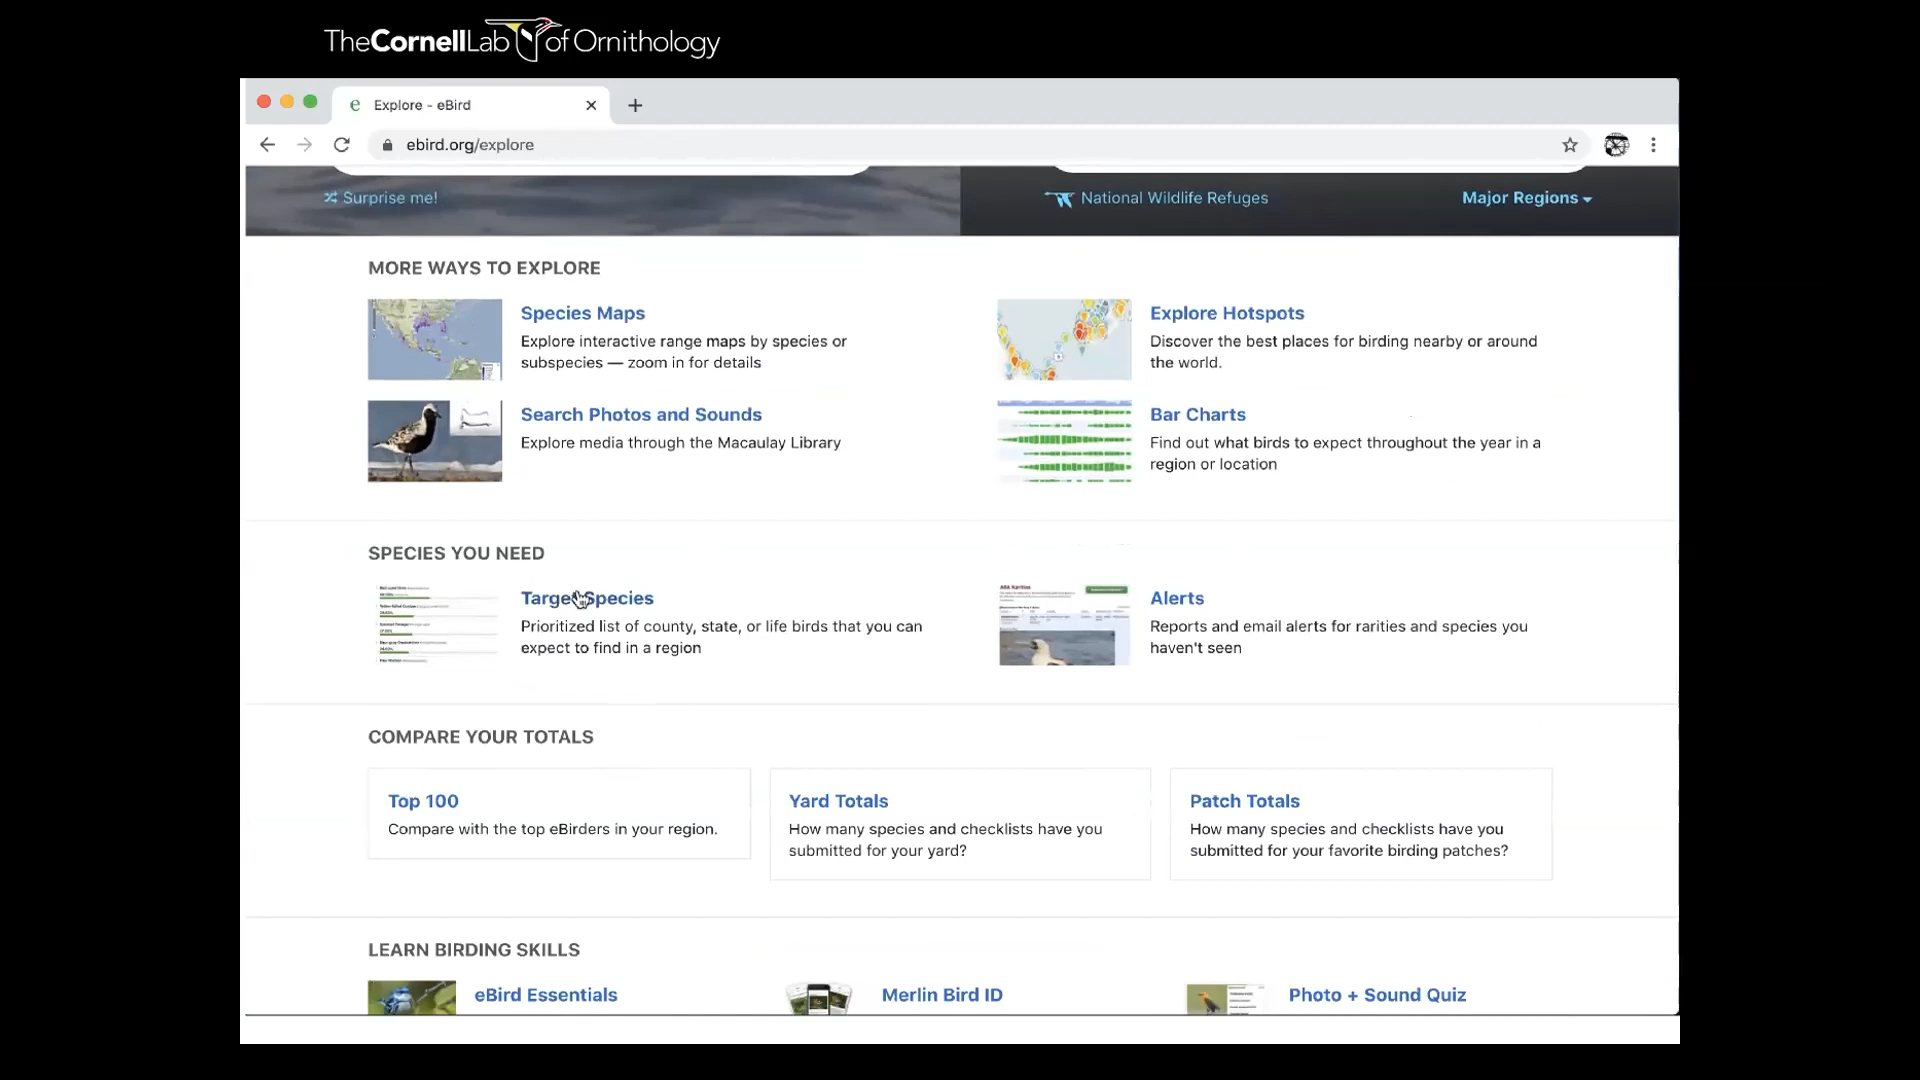 TheCornellLab of Ornithology
Explore - eBird
ebird.org/explore
Surprise me!
National Wildlife Refuges
Major Regions
MORE WAYS TO EXPLORE
Species Maps
Explore interactive range maps by species or
subspecies — zoom in for details
Explore Hotspots
Discover the best places for birding nearby or around
the world.
Search Photos and Sounds
Explore media through the Macaulay Library
Bar Charts
Find out what birds to expect throughout the year in a
region or location
SPECIES YOU NEED
Target Species
Prioritized list of county, state, or life birds that you can
expect to find in a region
Alerts
Reports and email alerts for rarities and species you
haven't seen
COMPARE YOUR TOTALS
Top 100
Compare with the top eBirders in your region.
Yard Totals
How many species and checklists have you
submitted for your yard?
Patch Totals
How many species and checklists have you
submitted for your favorite birding patches?
LEARN BIRDING SKILLS
eBird Essentials
Merlin Bird ID
Photo + Sound Quiz